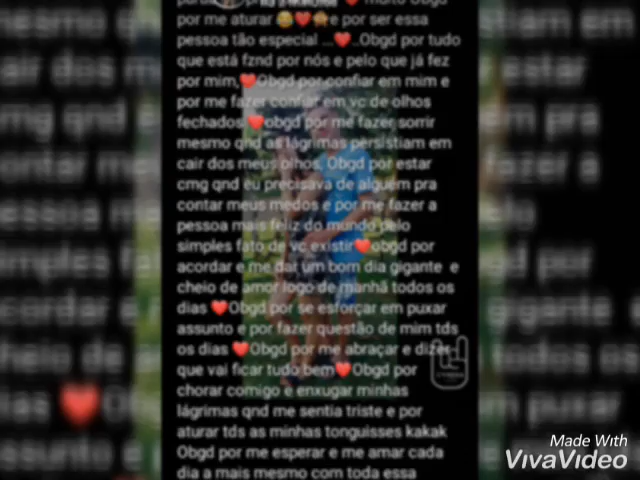 por me aturar 😢❤️🙊e por ser essa
pessoa tão especial ...❤️..Obgd por tudo
que está fznd por nós e pelo que já fez
por mim,❤️Obgd por confiar em mim e
por me fazer confiar em vc de olhos
fechados ❤️obgd por me fazer sorrir
mesmo qnd as lágrimas persistiam em
cair dos meus olhos, Obgd por estar
cmg qnd eu precisava de alguém pra
contar meus medos e por me fazer a
pessoa mais feliz do mundo pelo
simples fato de vc existir❤️obgd por
acordar e me dar um bom dia gigante e
cheio de amor logo de manhã todos os
dias ❤️Obgd por se esforçar em puxar
assunto e por fazer questão de mim tds
os dias ❤️Obgd por me abraçar e dizer
que vai ficar tudo bem❤️Obgd por
chorar comigo e enxugar minhas
lágrimas qnd me sentia triste e por
aturar tds as minhas tonguisses kakak
Obgd por me esperar e me amar cada
dia a mais mesmo com toda essa
Made With
VivaVideo